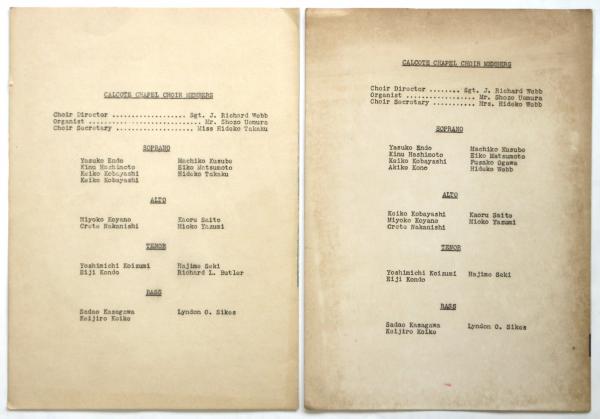 CALCOTE CHAPEL CHOIR MEMBERS
Choir Director .................. Sgt. J. Richard Webb
Organist ............................ Mr. Shozo Uemura
Choir Secretary ................... Miss Hideko Takaku
SOPRANO
Yasuko Endo Machiko Kusubo
Kinu Hashimoto Eiko Matsumoto
Keiko Kobayashi Hideko Takaku
Keiko Kobayashi
ALTO
Miyoko Koyano Kaoru Saito
Crete Nakanishi Mioko Yazumi
TENOR
Yoshimichi Koizumi Hajime Seki
Eiji Kondo Richard L. Butler
BASS
Sadao Kasagawa Lyndon O. Sikes
Keijiro Koike
CALCOTE CHAPEL CHOIR MEMBERS
Choir Director ........ Sgt. J. Richard Webb
Organist .................. Mr. Shozo Uemura
Choir Secretary ........... Mrs. Hideko Webb
SOPRANO
Yasuko Endo Machiko Kusubo
Kinu Hashimoto Eiko Matsumoto
Keiko Kobayashi Fusako Ogawa
Akiko Kono Hideko Webb
ALTO
Koiko Kobayashi Kaoru Saito
Miyoko Koyano Mioko Yazumi
Crete Nakanishi
TENOR
Yoshimichi Koizumi Hajime Seki
Eiji Kondo
BASS
Sadao Kasagawa Lyndon O. Sikes
Keijiro Koike